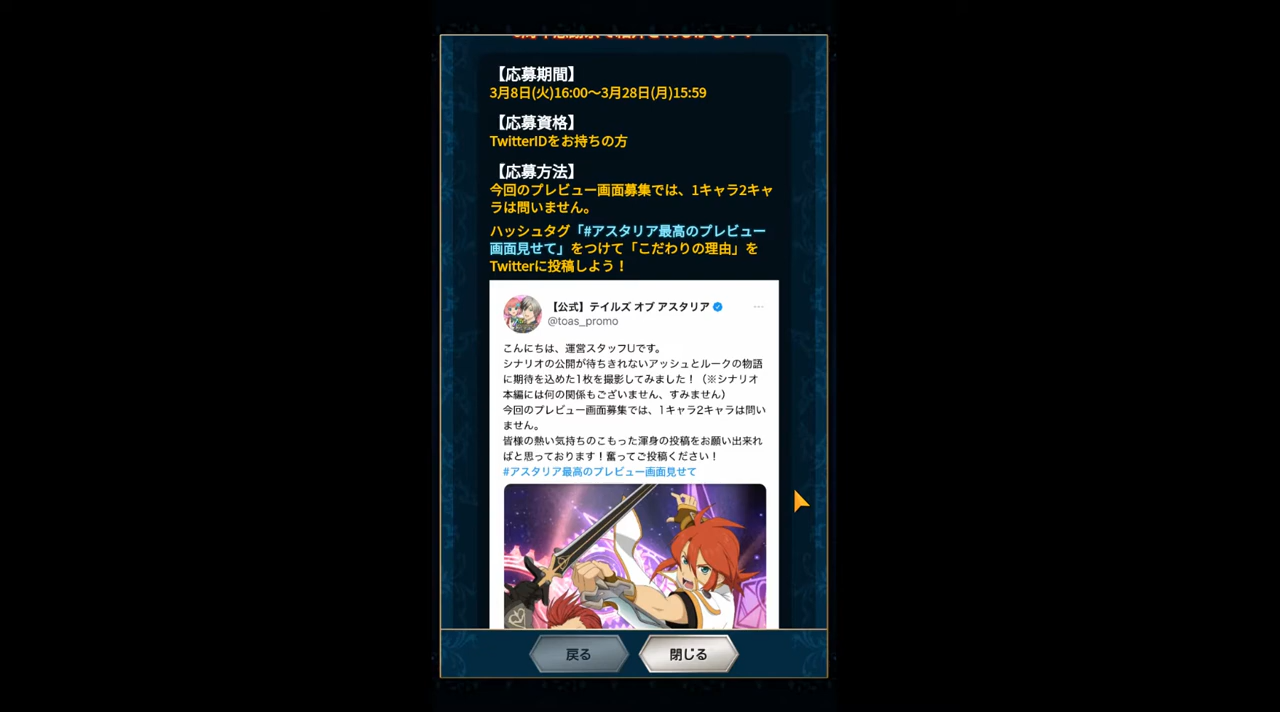 【応募期間】
3月8日(火)16:00〜3月28日(月)15:59
【応募資格】
TwitterIDをお持ちの方
【応募方法】
今回のプレビュー画面募集では、1キャラ2キャ
ラは問いません。
ハッシュタグ「#アスタリア最高のプレビュー
画面見せて」をつけて「こだわりの理由」を
Twitterに投稿しよう！
【公式】テイルズ オブ アスタリア
@toas_promo
こんにちは、運営スタッフUです。
シナリオの公開が待ちきれないアッシュとルークの物語
に期待を込めた1枚を撮影してみました！（※シナリオ
本編には何の関係もございません、すみません）
今回のプレビュー画面募集では、1キャラ2キャラは問い
ません。
皆様の熱い気持ちのこもった渾身の投稿をお願い出来れ
ばと思っております！奮ってご投稿ください！
#アスタリア最高のプレビュー画面見せて
戻る
閉じる